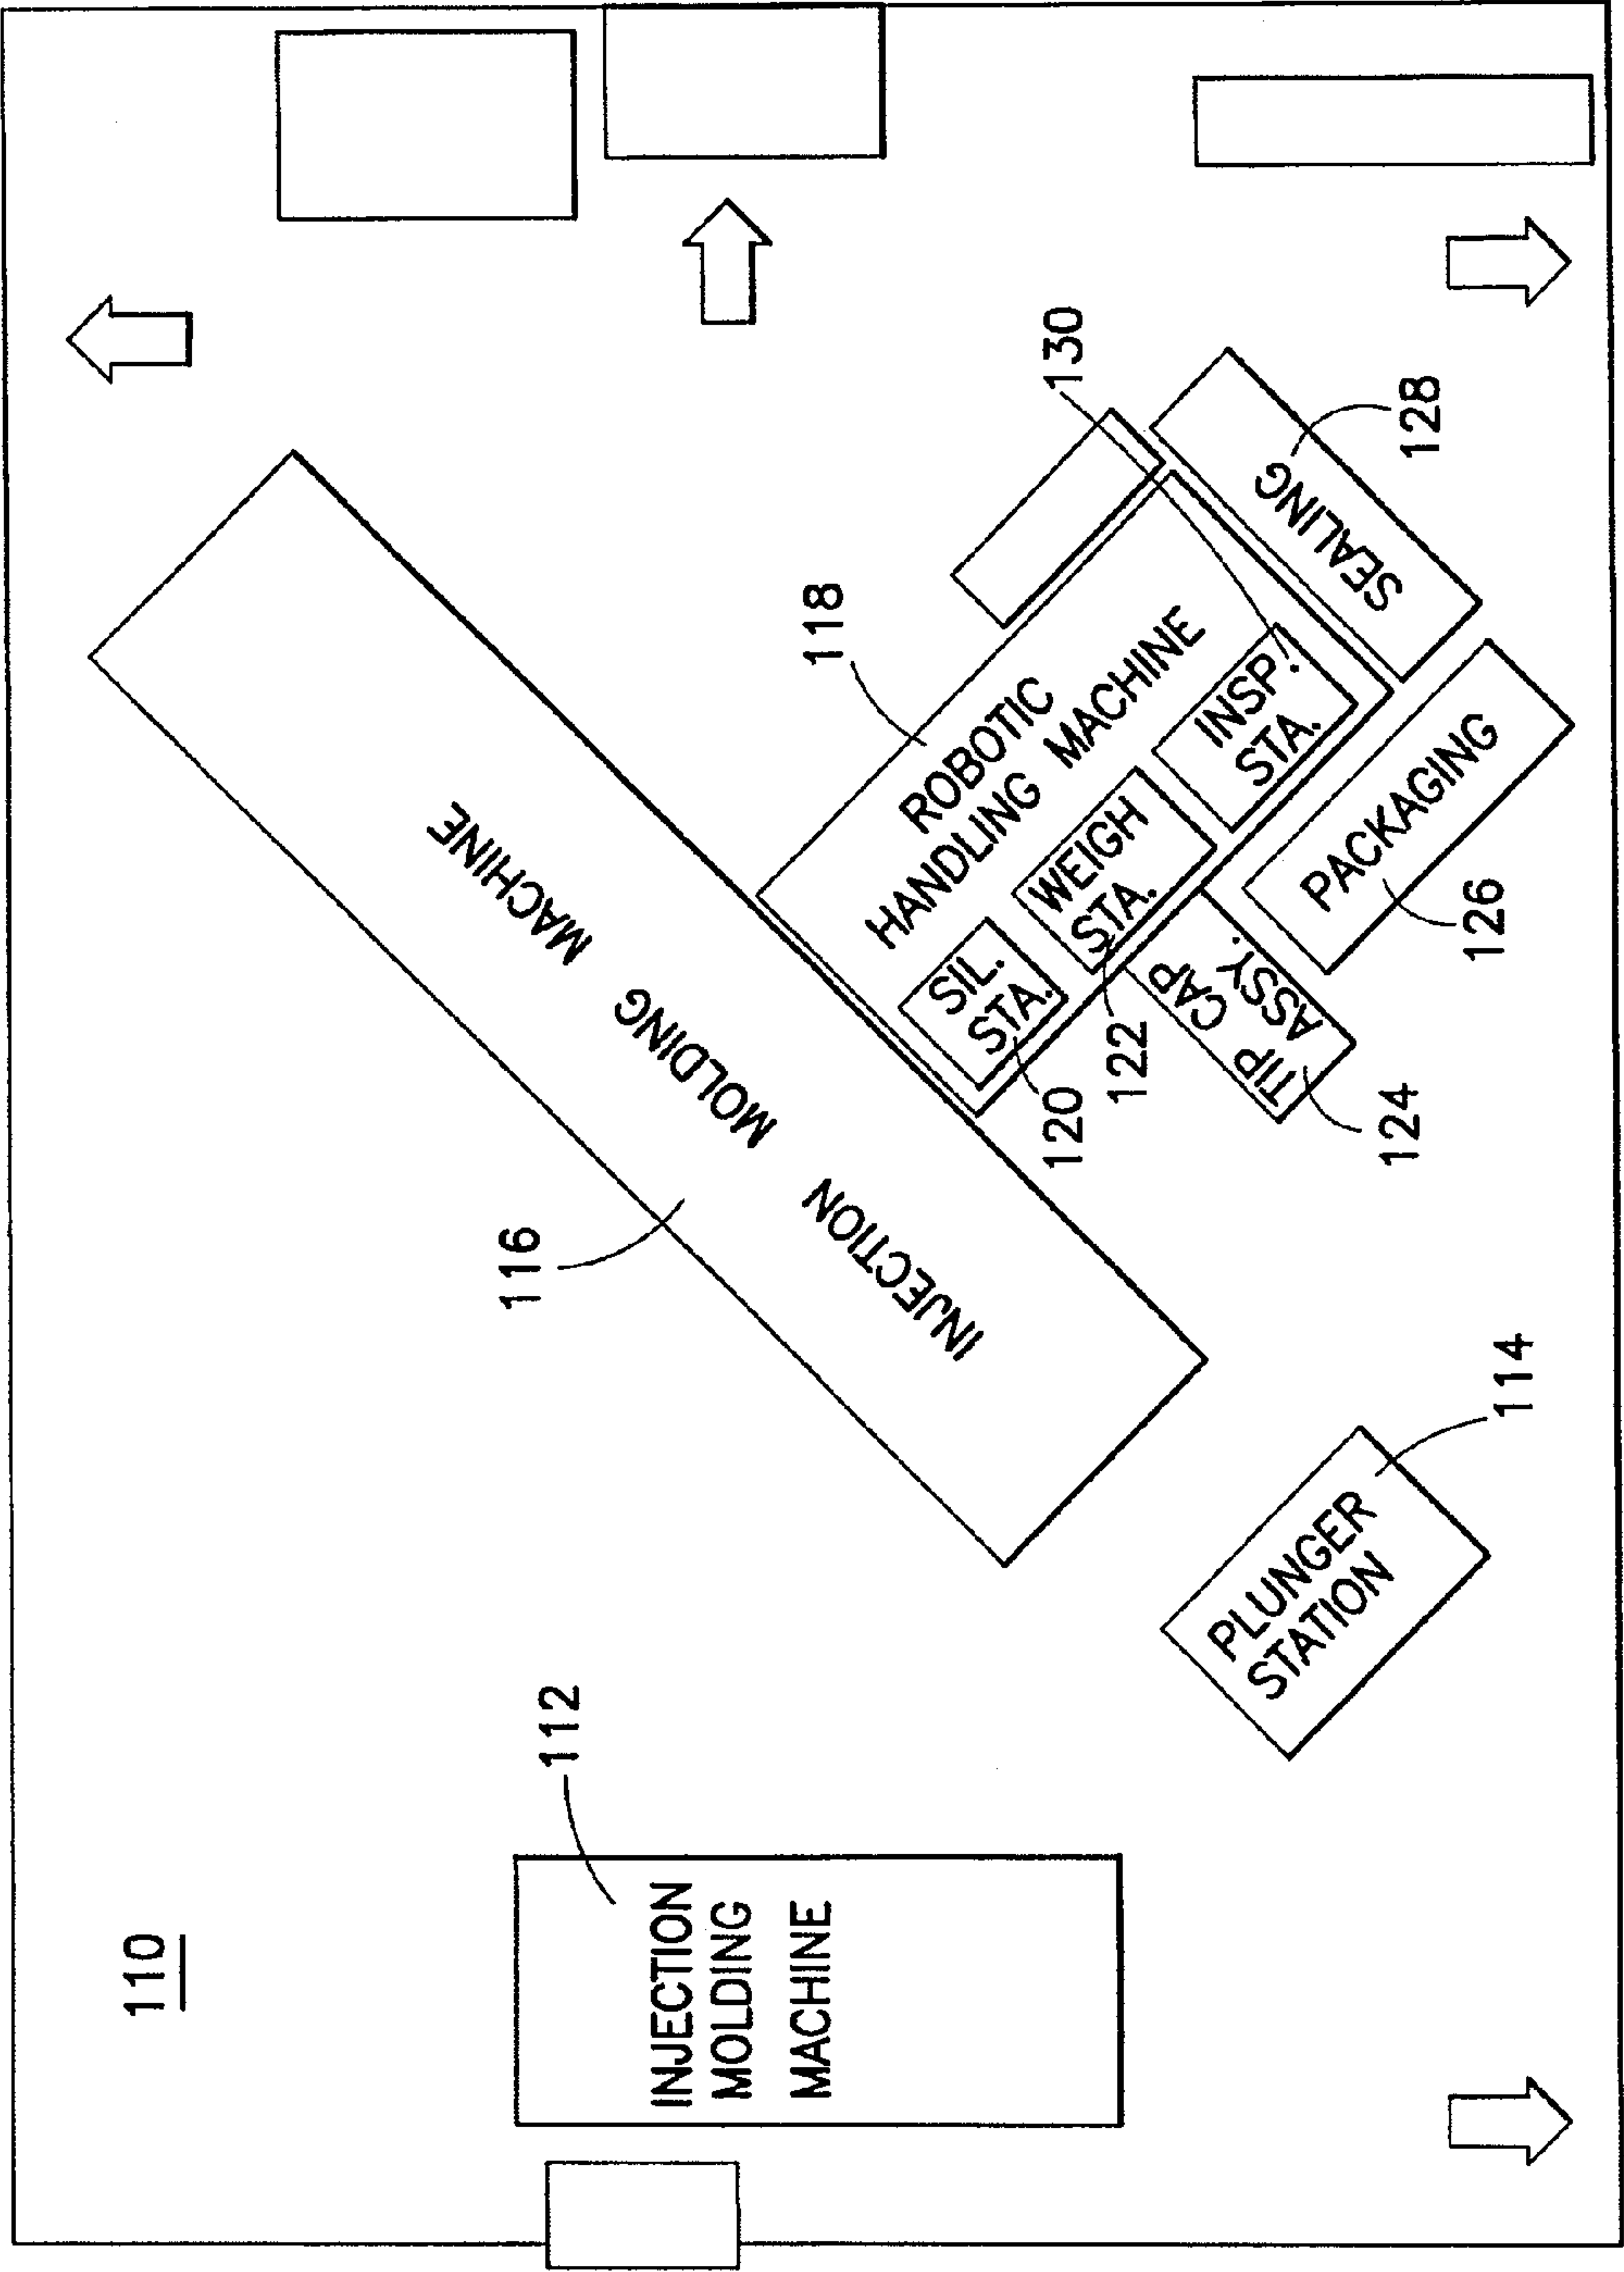 110
INJECTION
MOLDING
MACHINE
112
PLUNGER
STATION
114
INJECTION MOLDING MACHINE
116
ROBOTIC
HANDLING MACHINE
118
SIL.
STA.
120
WEIGH
STA.
122
INSP.
STA.
130
TIP CAP
ASSY.
124
PACKAGING
126
SEALING
128